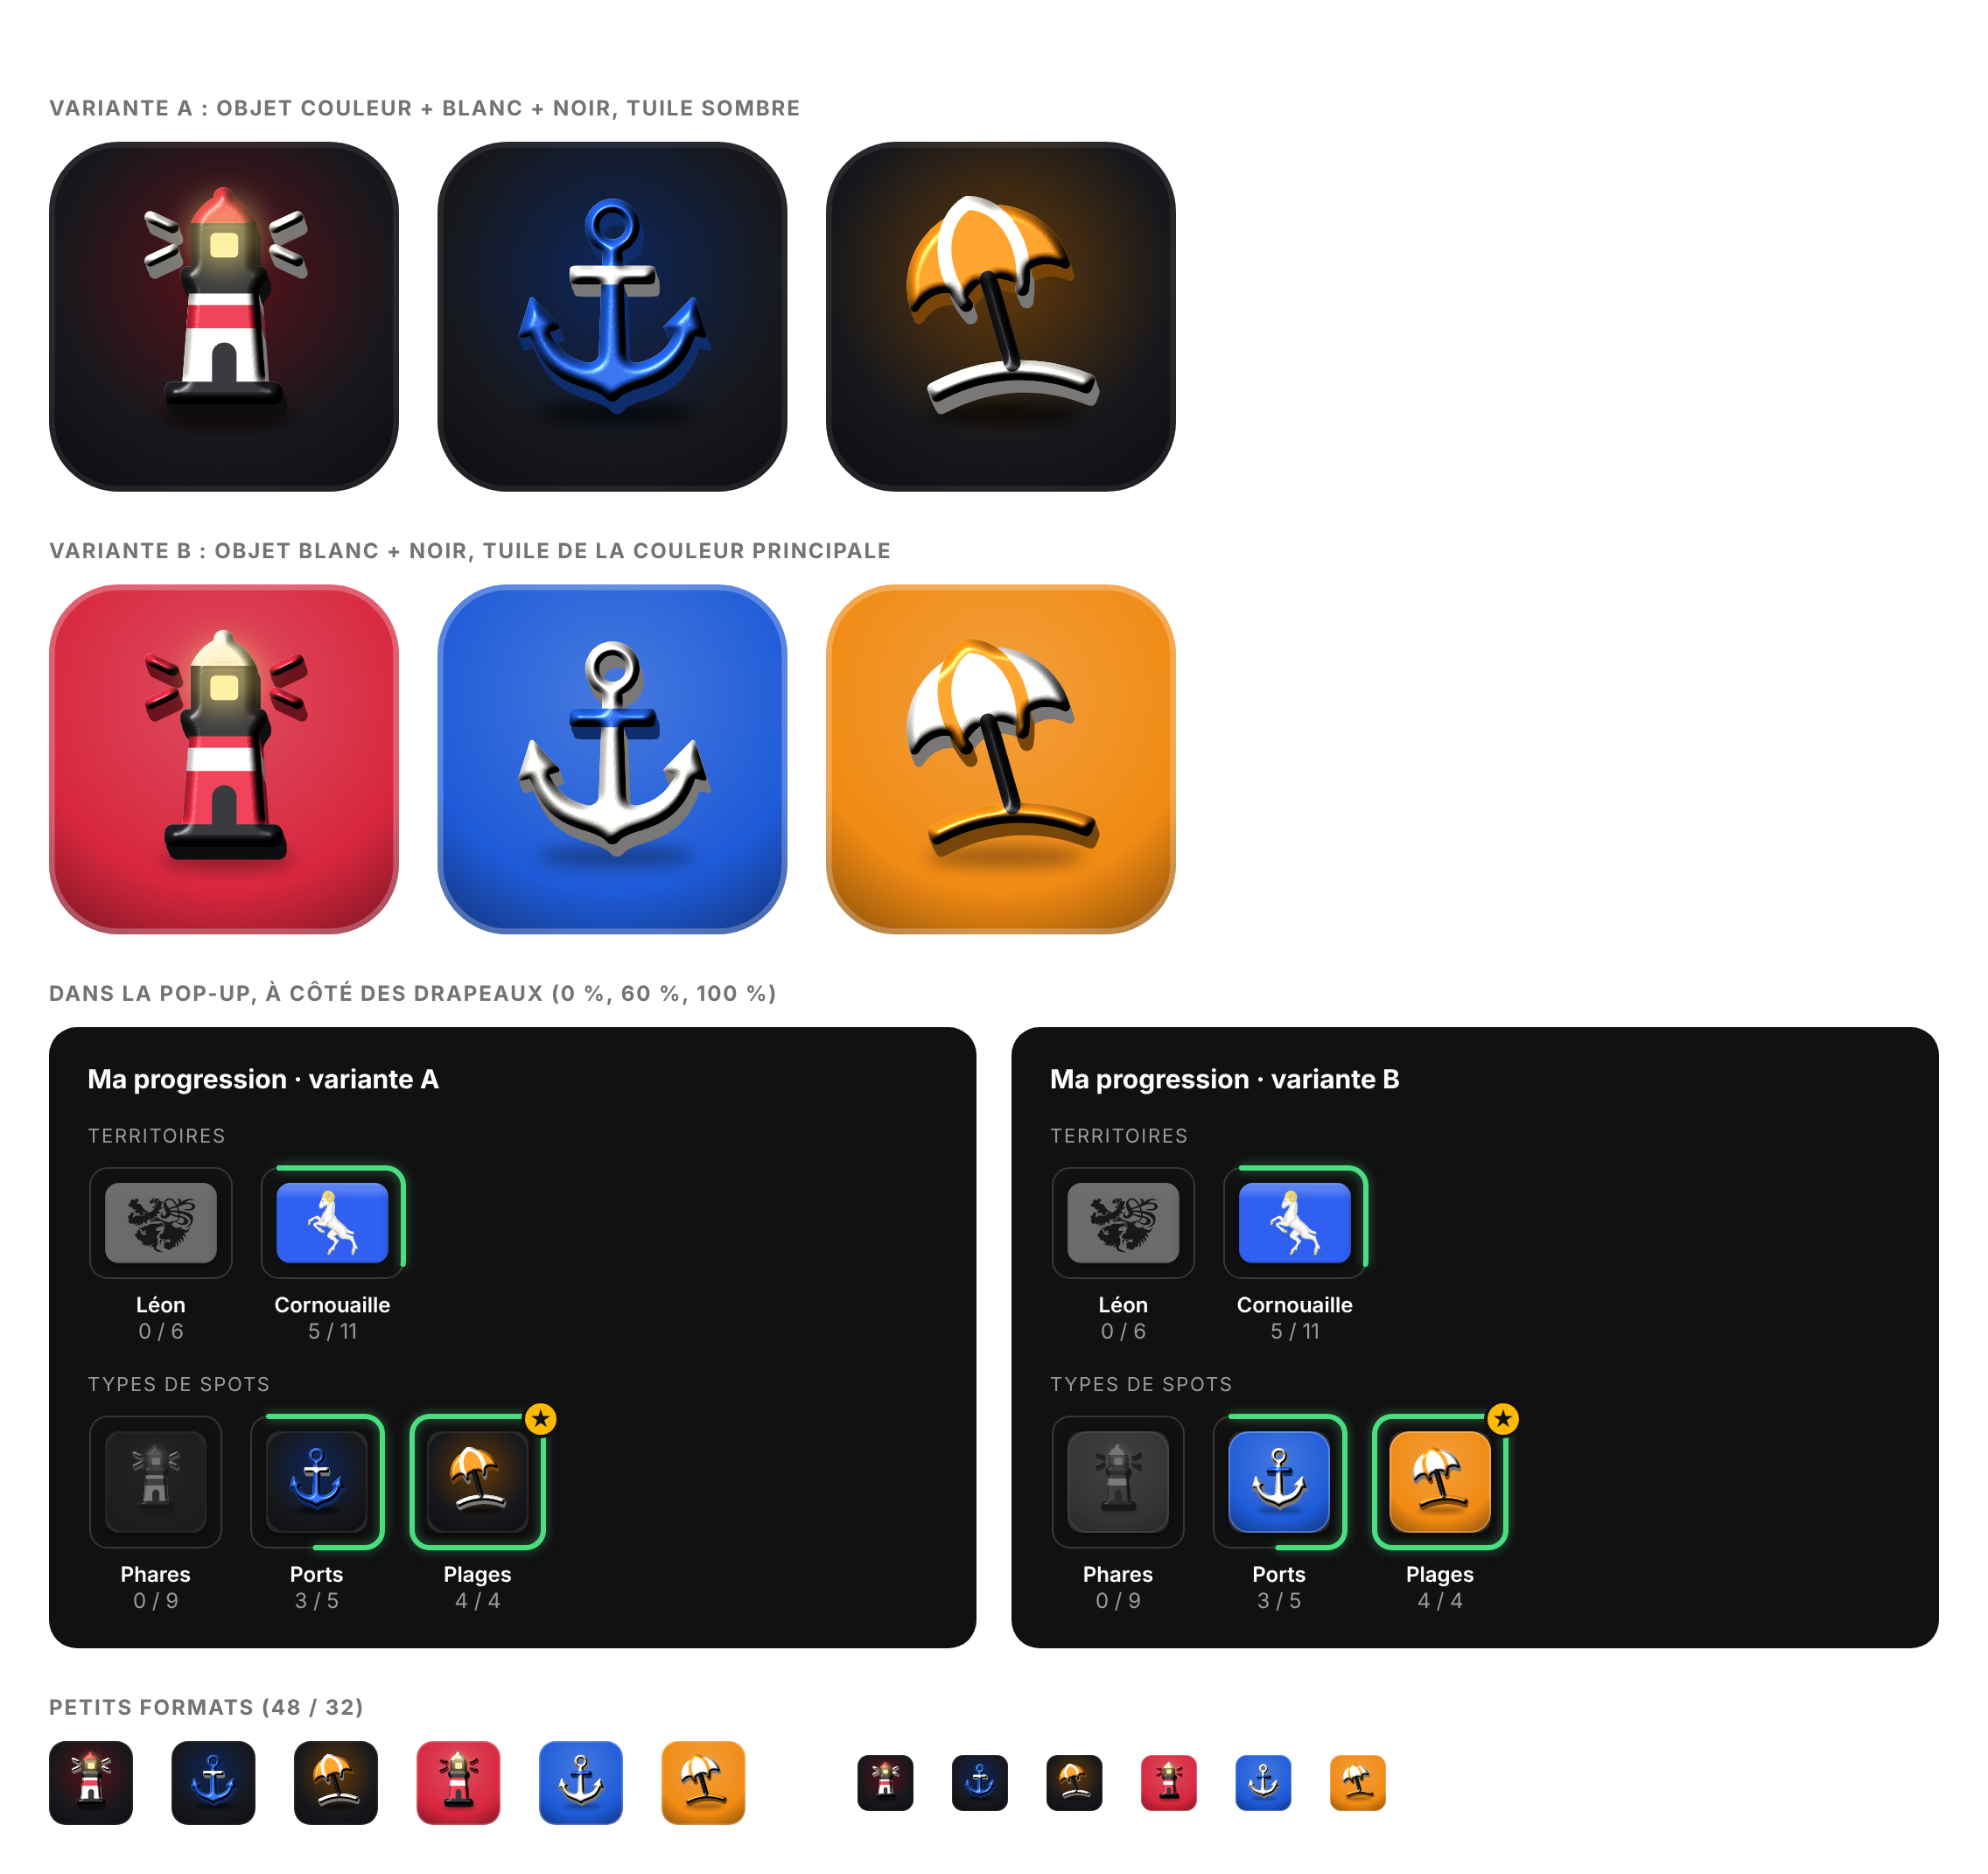 VARIANTE A : OBJET COULEUR + BLANC + NOIR, TUILE SOMBRE
VARIANTE B : OBJET BLANC + NOIR, TUILE DE LA COULEUR PRINCIPALE
DANS LA POP-UP, À CÔTÉ DES DRAPEAUX (0 %, 60 %, 100 %)
Ma progression · variante A
TERRITOIRES
Léon
Cornouaille
0 / 6
5 / 11
TYPES DE SPOTS
Phares
Ports
Plages
0 / 9
3 / 5
4 / 4
Ma progression · variante B
TERRITOIRES
Léon
Cornouaille
0 / 6
5 / 11
TYPES DE SPOTS
Phares
Ports
Plages
0 / 9
3 / 5
4 / 4
PETITS FORMATS (48 / 32)